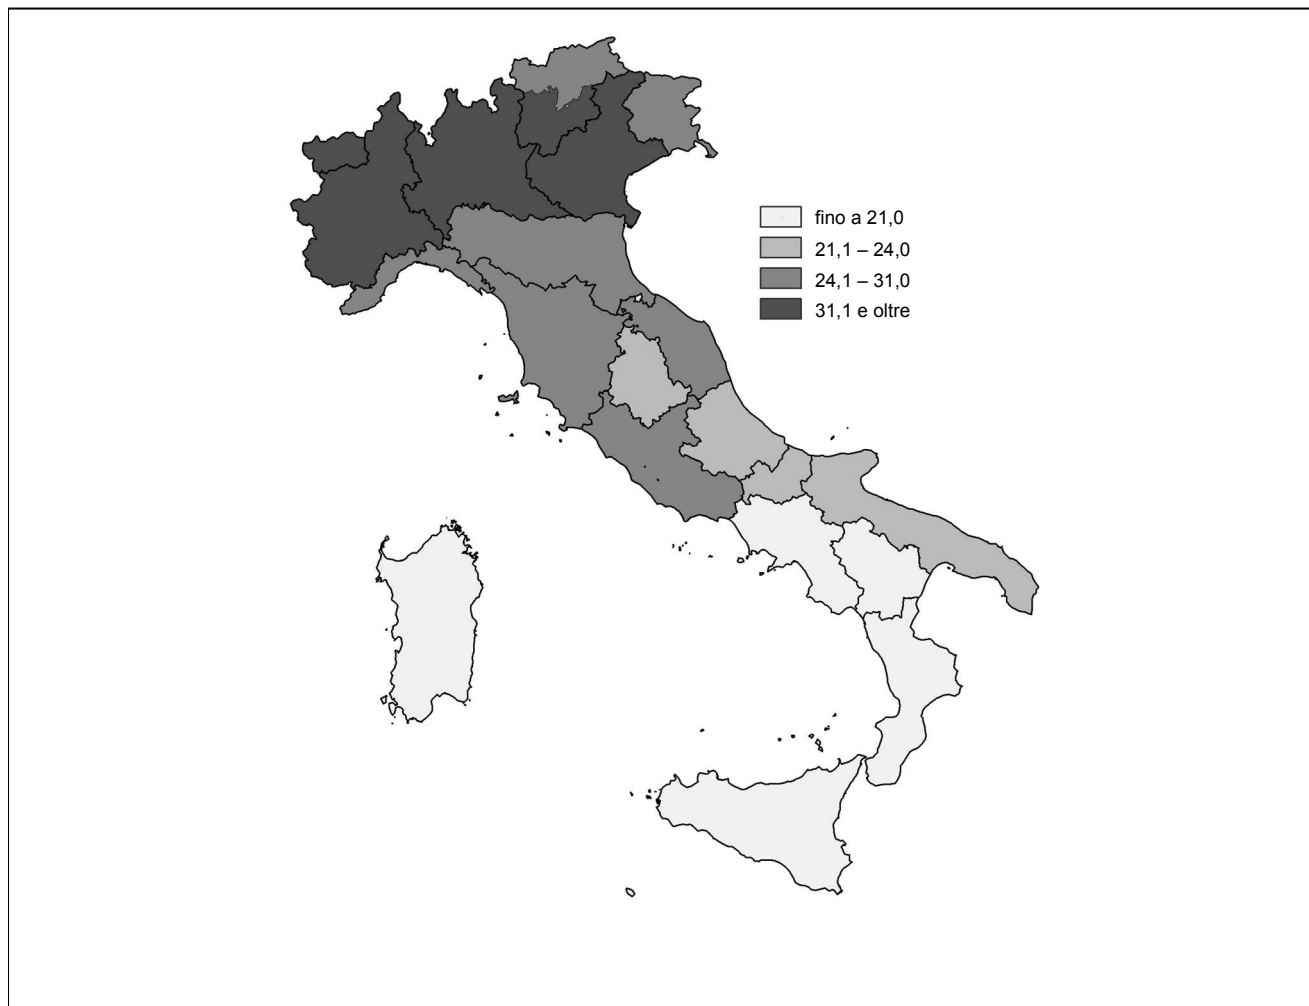 fino a 21,0
21,1 – 24,0
24,1 – 31,0
31,1 e oltre